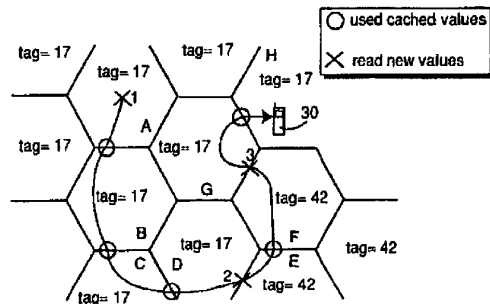 used cached values
read new values
H
tag= 17
tag= 17
tag= 17
tag= 17
1
30
A
tag= 17
tag= 17
3
tag= 17
tag= 42
G
B
F
C
D
tag= 17
E
tag= 42
2
tag= 17
tag= 42